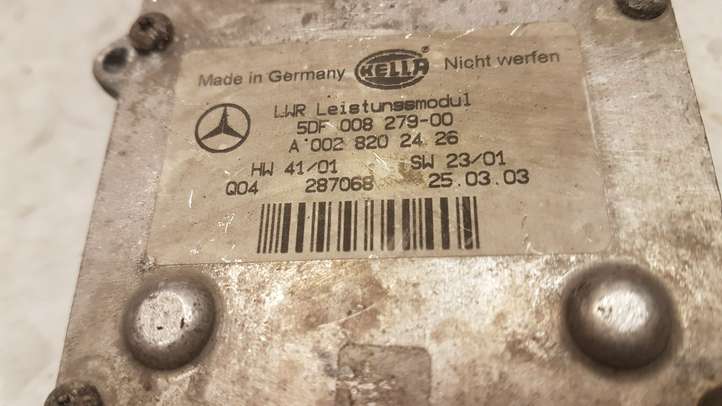 Made in Germany HELLA ® Nicht werfen
LWR Leistungsmodul
5DF 008 279-00
A 002 820 24 26
HW 41/01 SW 23/01
Q04 287068 25.03.03